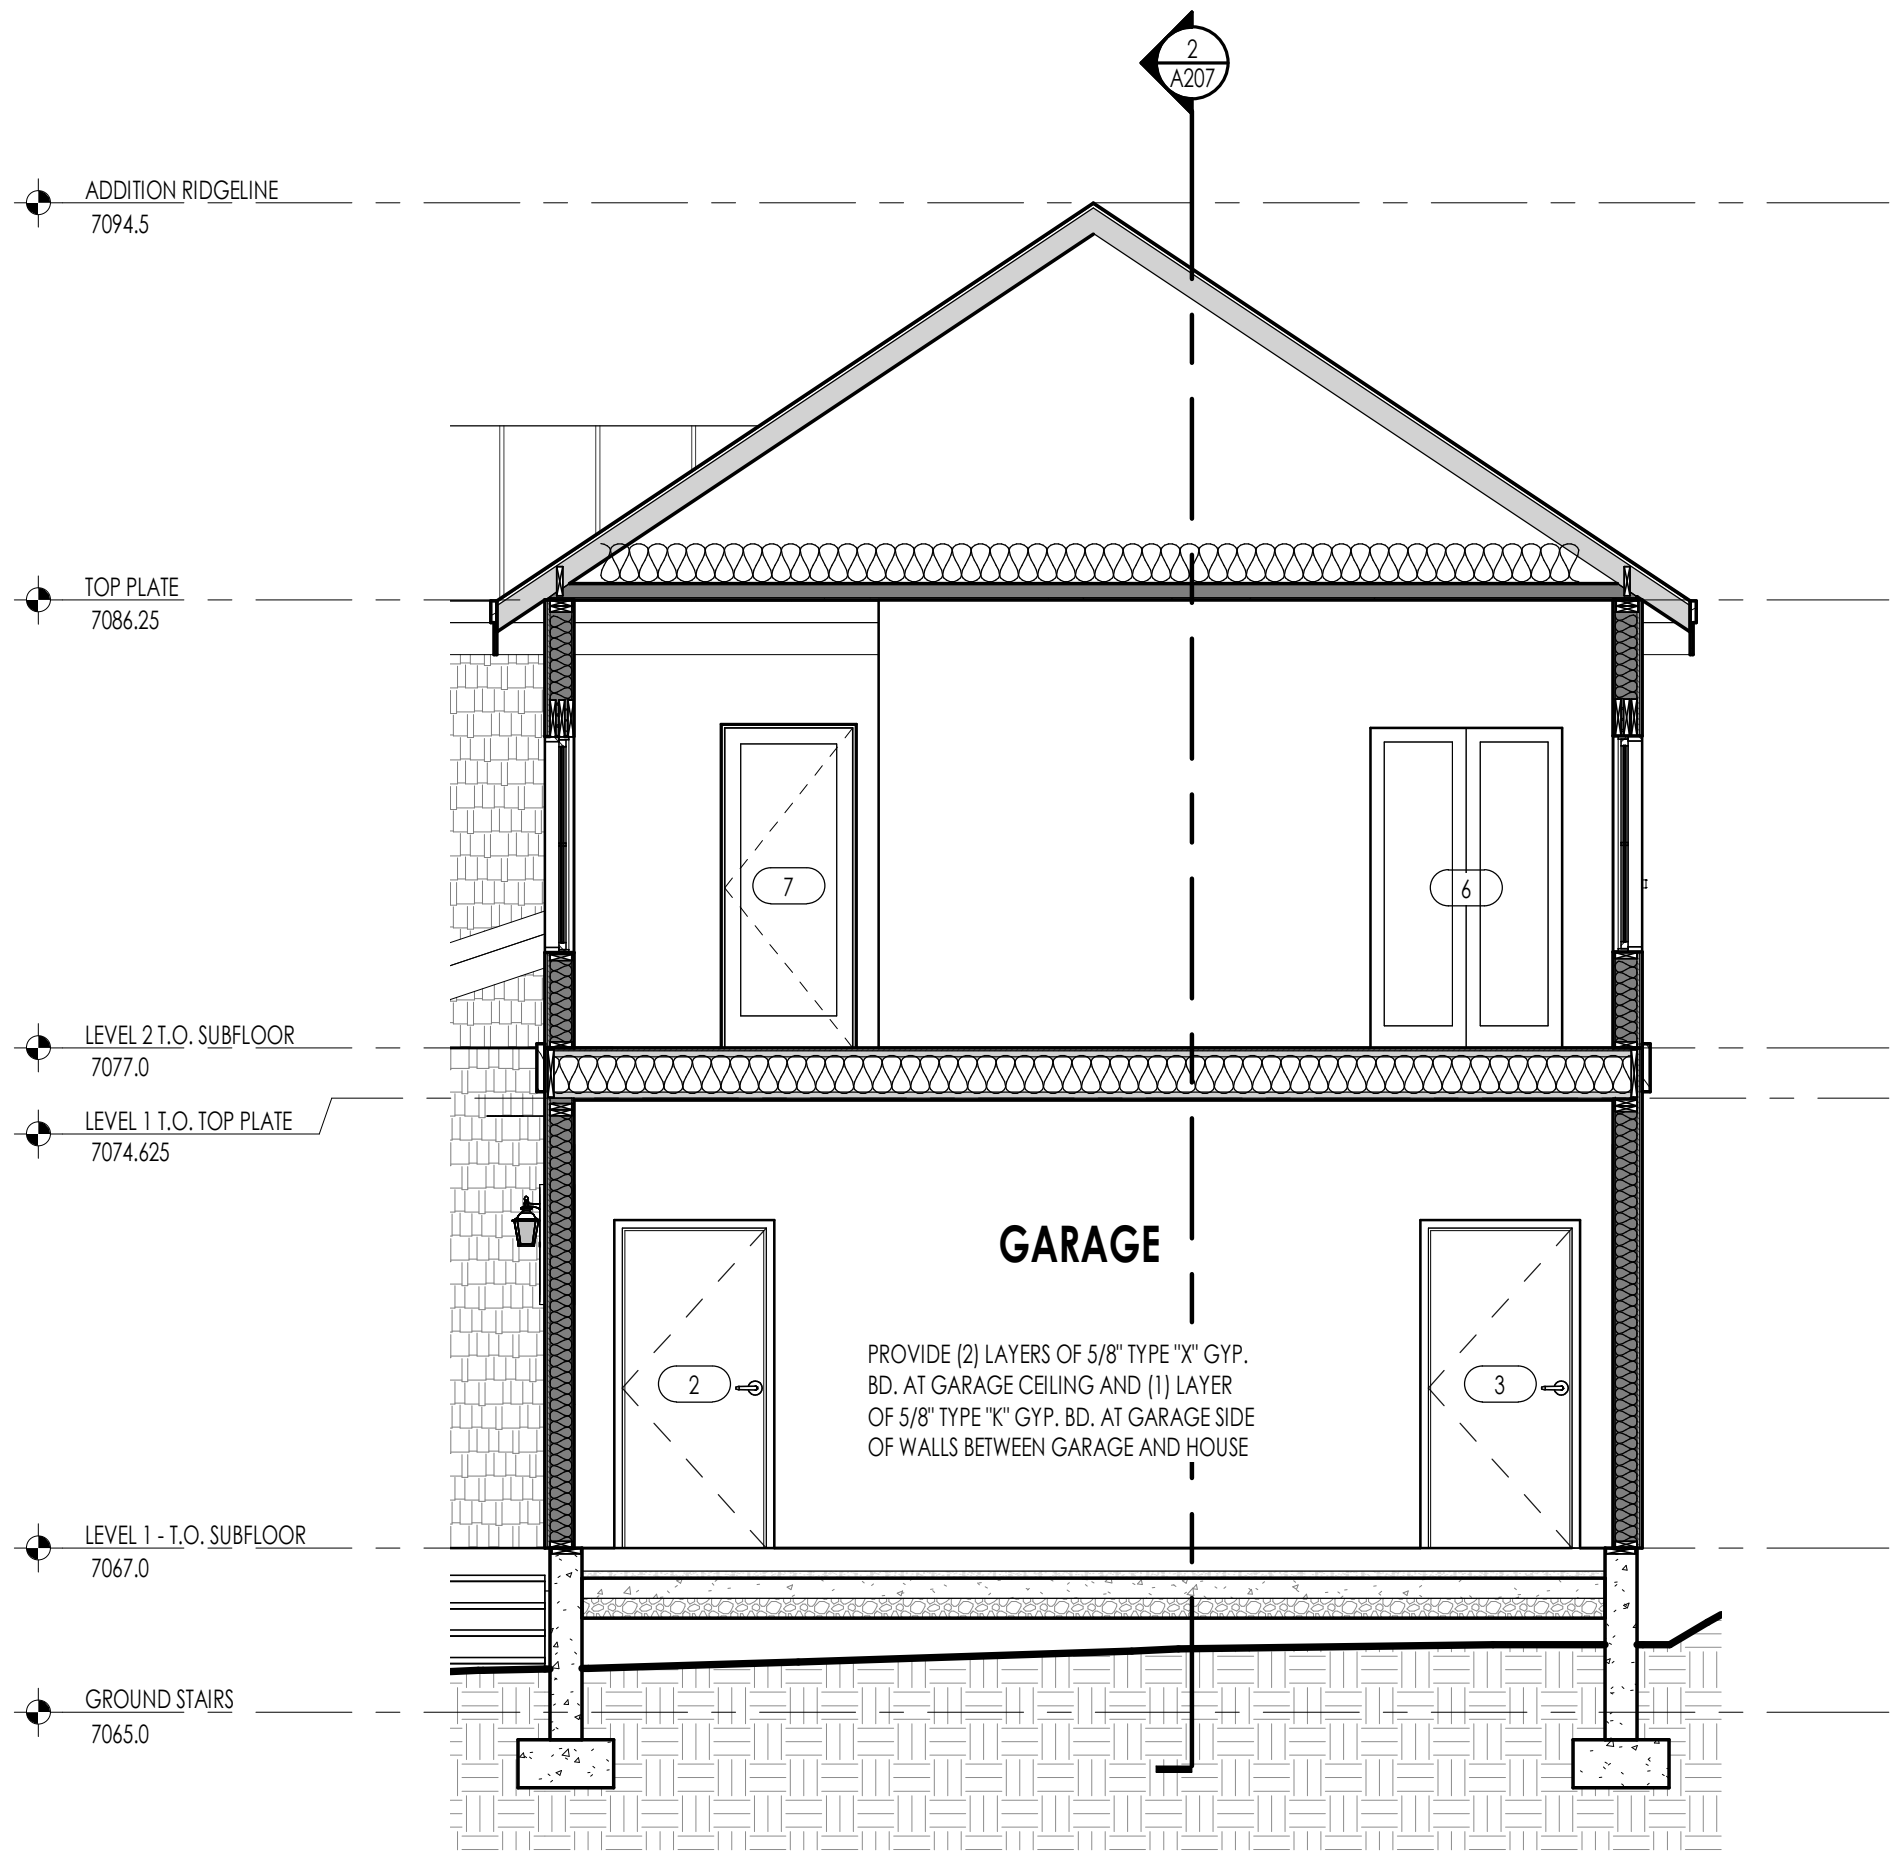 2
A207
ADDITION RIDGELINE
7094.5
TOP PLATE
7086.25
7
6
LEVEL 2 T.O. SUBFLOOR
7077.0
LEVEL 1 T.O. TOP PLATE
7074.625
GARAGE
PROVIDE (2) LAYERS OF 5/8" TYPE "X" GYP.
BD. AT GARAGE CEILING AND (1) LAYER
OF 5/8" TYPE "K" GYP. BD. AT GARAGE SIDE
OF WALLS BETWEEN GARAGE AND HOUSE
2
3
LEVEL 1 - T.O. SUBFLOOR
7067.0
GROUND STAIRS
7065.0